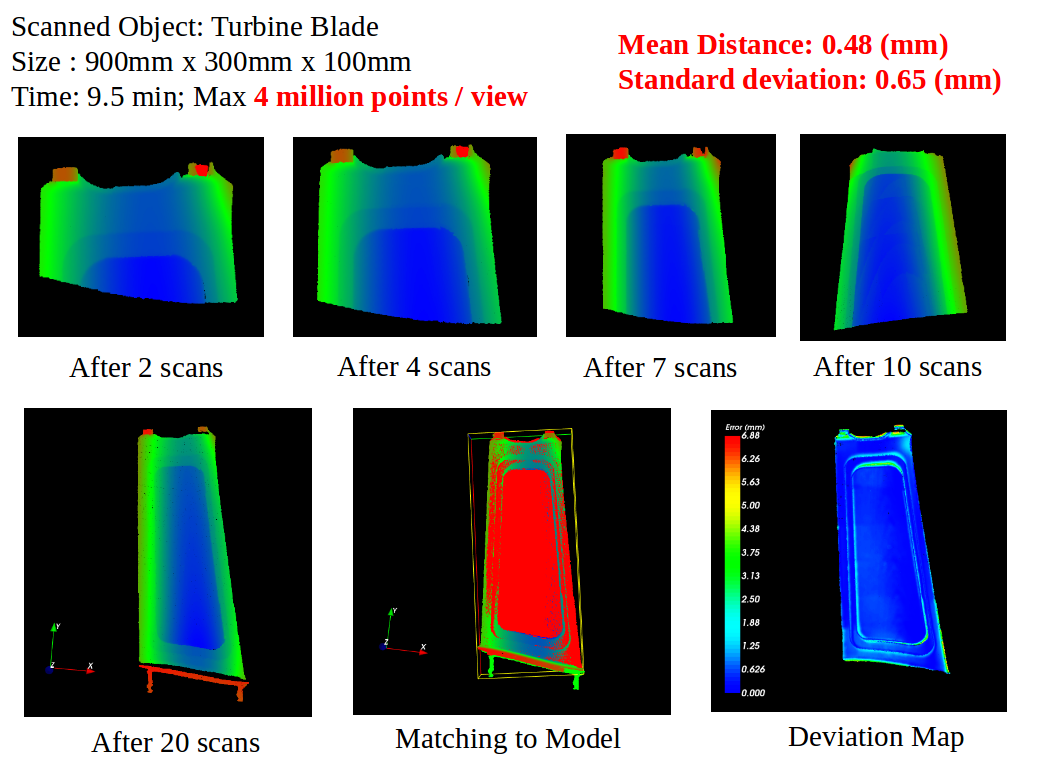 Scanned Object: Turbine Blade
Size : 900mm x 300mm x 100mm
Time: 9.5 min; Max 4 million points / view
Mean Distance: 0.48 (mm)
Standard deviation: 0.65 (mm)
After 2 scans
After 4 scans
After 7 scans
After 10 scans
Y
Z
X
After 20 scans
Y
Z
X
Matching to Model
Error (mm)
6.88
6.26
5.63
5.00
4.38
3.75
3.13
2.50
1.88
1.25
0.626
0.000
Deviation Map